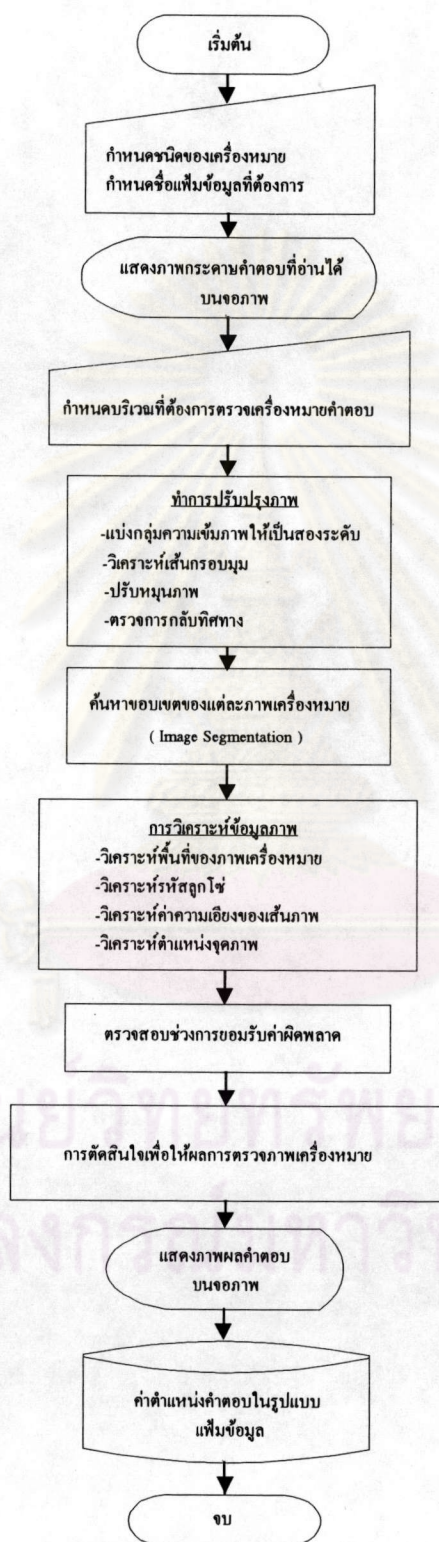 เริ่มต้น
กำหนดชนิดของเครื่องหมาย
กำหนดชื่อแฟ้มข้อมูลที่ต้องการ
แสดงภาพกระดาษคำตอบที่อ่านได้
บนจอภาพ
กำหนดบริเวณที่ต้องการตรวจเครื่องหมายคำตอบ
ทำการปรับปรุงภาพ
-แบ่งกลุ่มความเข้มภาพให้เป็นสองระดับ
-วิเคราะห์เส้นกรอบมุม
-ปรับหมุนภาพ
-ตรวจการกลับทิศทาง
ค้นหาขอบเขตของแต่ละภาพเครื่องหมาย
( Image Segmentation )
การวิเคราะห์ข้อมูลภาพ
-วิเคราะห์พื้นที่ของภาพเครื่องหมาย
-วิเคราะห์รหัสลูกโซ่
-วิเคราะห์ค่าความเอียงของเส้นภาพ
-วิเคราะห์ตำแหน่งจุดภาพ
ตรวจสอบช่วงการยอมรับค่าผิดพลาด
การตัดสินใจเพื่อให้ผลการตรวจภาพเครื่องหมาย
แสดงภาพผลคำตอบ
บนจอภาพ
ค่าตำแหน่งคำตอบในรูปแบบ
แฟ้มข้อมูล
จบ